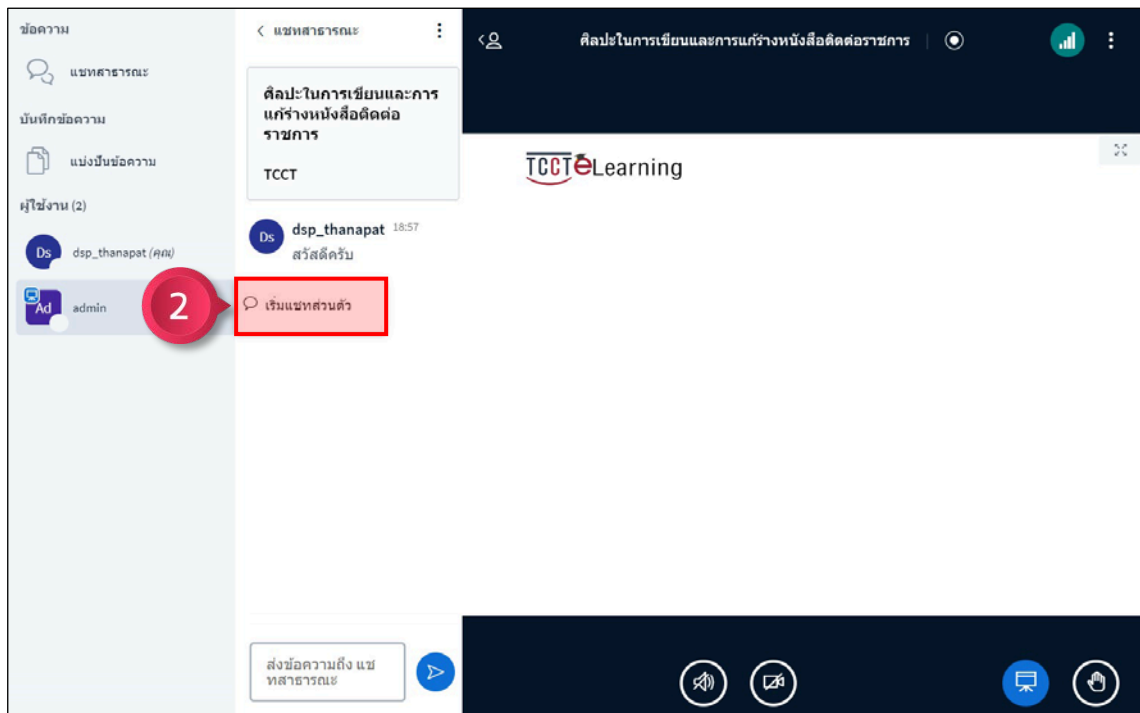 ข้อความ
แชทสาธารณะ
บันทึกข้อความ
แบ่งปันข้อความ
ผู้ใช้งาน (2)
Ds dsp_thanapat (คุณ)
Ad admin
2
แชทสาธารณะ
ศิลปะในการเขียนและการ
แก้ร่างหนังสือติดต่อ
ราชการ
TCCT
Ds dsp_thanapat 18:57
สวัสดีครับ
เริ่มแชทส่วนตัว
ส่งข้อความถึง แช
ทสาธารณะ
ศิลปะในการเขียนและการแก้ร่างหนังสือติดต่อราชการ
TCCTeLearning